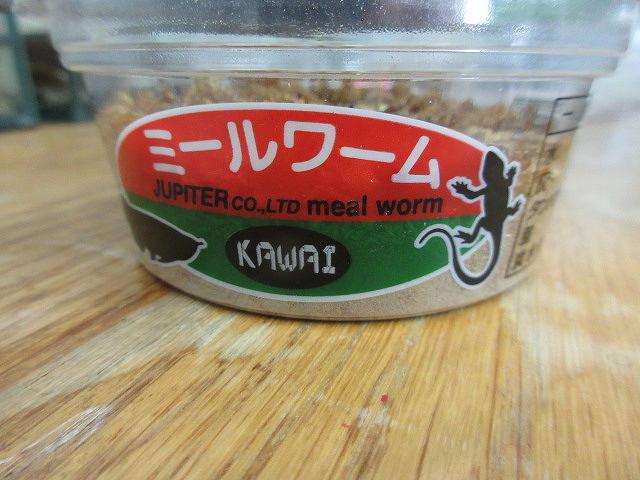 ミールワーム
JUPITER CO.,LTD meal worm
KAWAI